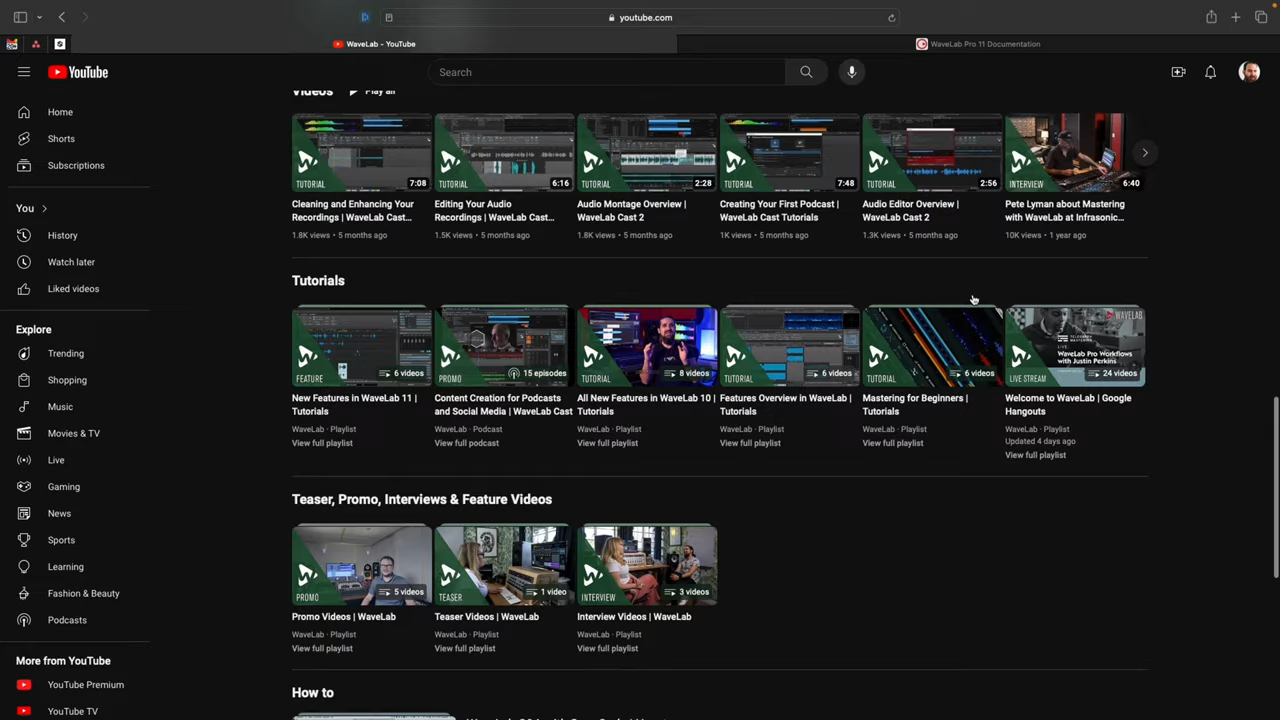 youtube.com
WaveLab - YouTube
WaveLab Pro 11 Documentation
YouTube
Search
Home
Shorts
Subscriptions
You
History
Watch later
Liked videos
Explore
Trending
Shopping
Music
Movies & TV
Live
Gaming
News
Sports
Learning
Fashion & Beauty
Podcasts
More from YouTube
YouTube Premium
YouTube TV
Videos Play all
TUTORIAL 7:08
Cleaning and Enhancing Your
Recordings | WaveLab Cast...
1.8K views • 5 months ago
TUTORIAL 6:16
Editing Your Audio
Recordings | WaveLab Cast...
1.5K views • 5 months ago
TUTORIAL 2:28
Audio Montage Overview |
WaveLab Cast 2
1.8K views • 5 months ago
TUTORIAL 7:48
Creating Your First Podcast |
WaveLab Cast Tutorials
1K views • 5 months ago
TUTORIAL 2:56
Audio Editor Overview |
WaveLab Cast 2
1.3K views • 5 months ago
INTERVIEW 6:40
Pete Lyman about Mastering
with WaveLab at Infrasonic...
10K views • 1 year ago
Tutorials
FEATURE 6 videos
New Features in WaveLab 11 |
Tutorials
WaveLab · Playlist
View full playlist
PROMO 15 episodes
Content Creation for Podcasts
and Social Media | WaveLab Cast
WaveLab · Podcast
View full podcast
TUTORIAL 8 videos
All New Features in WaveLab 10 |
Tutorials
WaveLab · Playlist
View full playlist
TUTORIAL 6 videos
Features Overview in WaveLab |
Tutorials
WaveLab · Playlist
View full playlist
TUTORIAL 6 videos
Mastering for Beginners |
Tutorials
WaveLab · Playlist
View full playlist
WAVELAB
LIVE
WaveLab Pro Workflows
with Justin Perkins
LIVE STREAM 24 videos
Welcome to WaveLab | Google
Hangouts
WaveLab · Playlist
Updated 4 days ago
View full playlist
Teaser, Promo, Interviews & Feature Videos
PROMO 5 videos
Promo Videos | WaveLab
WaveLab · Playlist
View full playlist
TEASER 1 video
Teaser Videos | WaveLab
WaveLab · Playlist
View full playlist
INTERVIEW 3 videos
Interview Videos | WaveLab
WaveLab · Playlist
View full playlist
How to